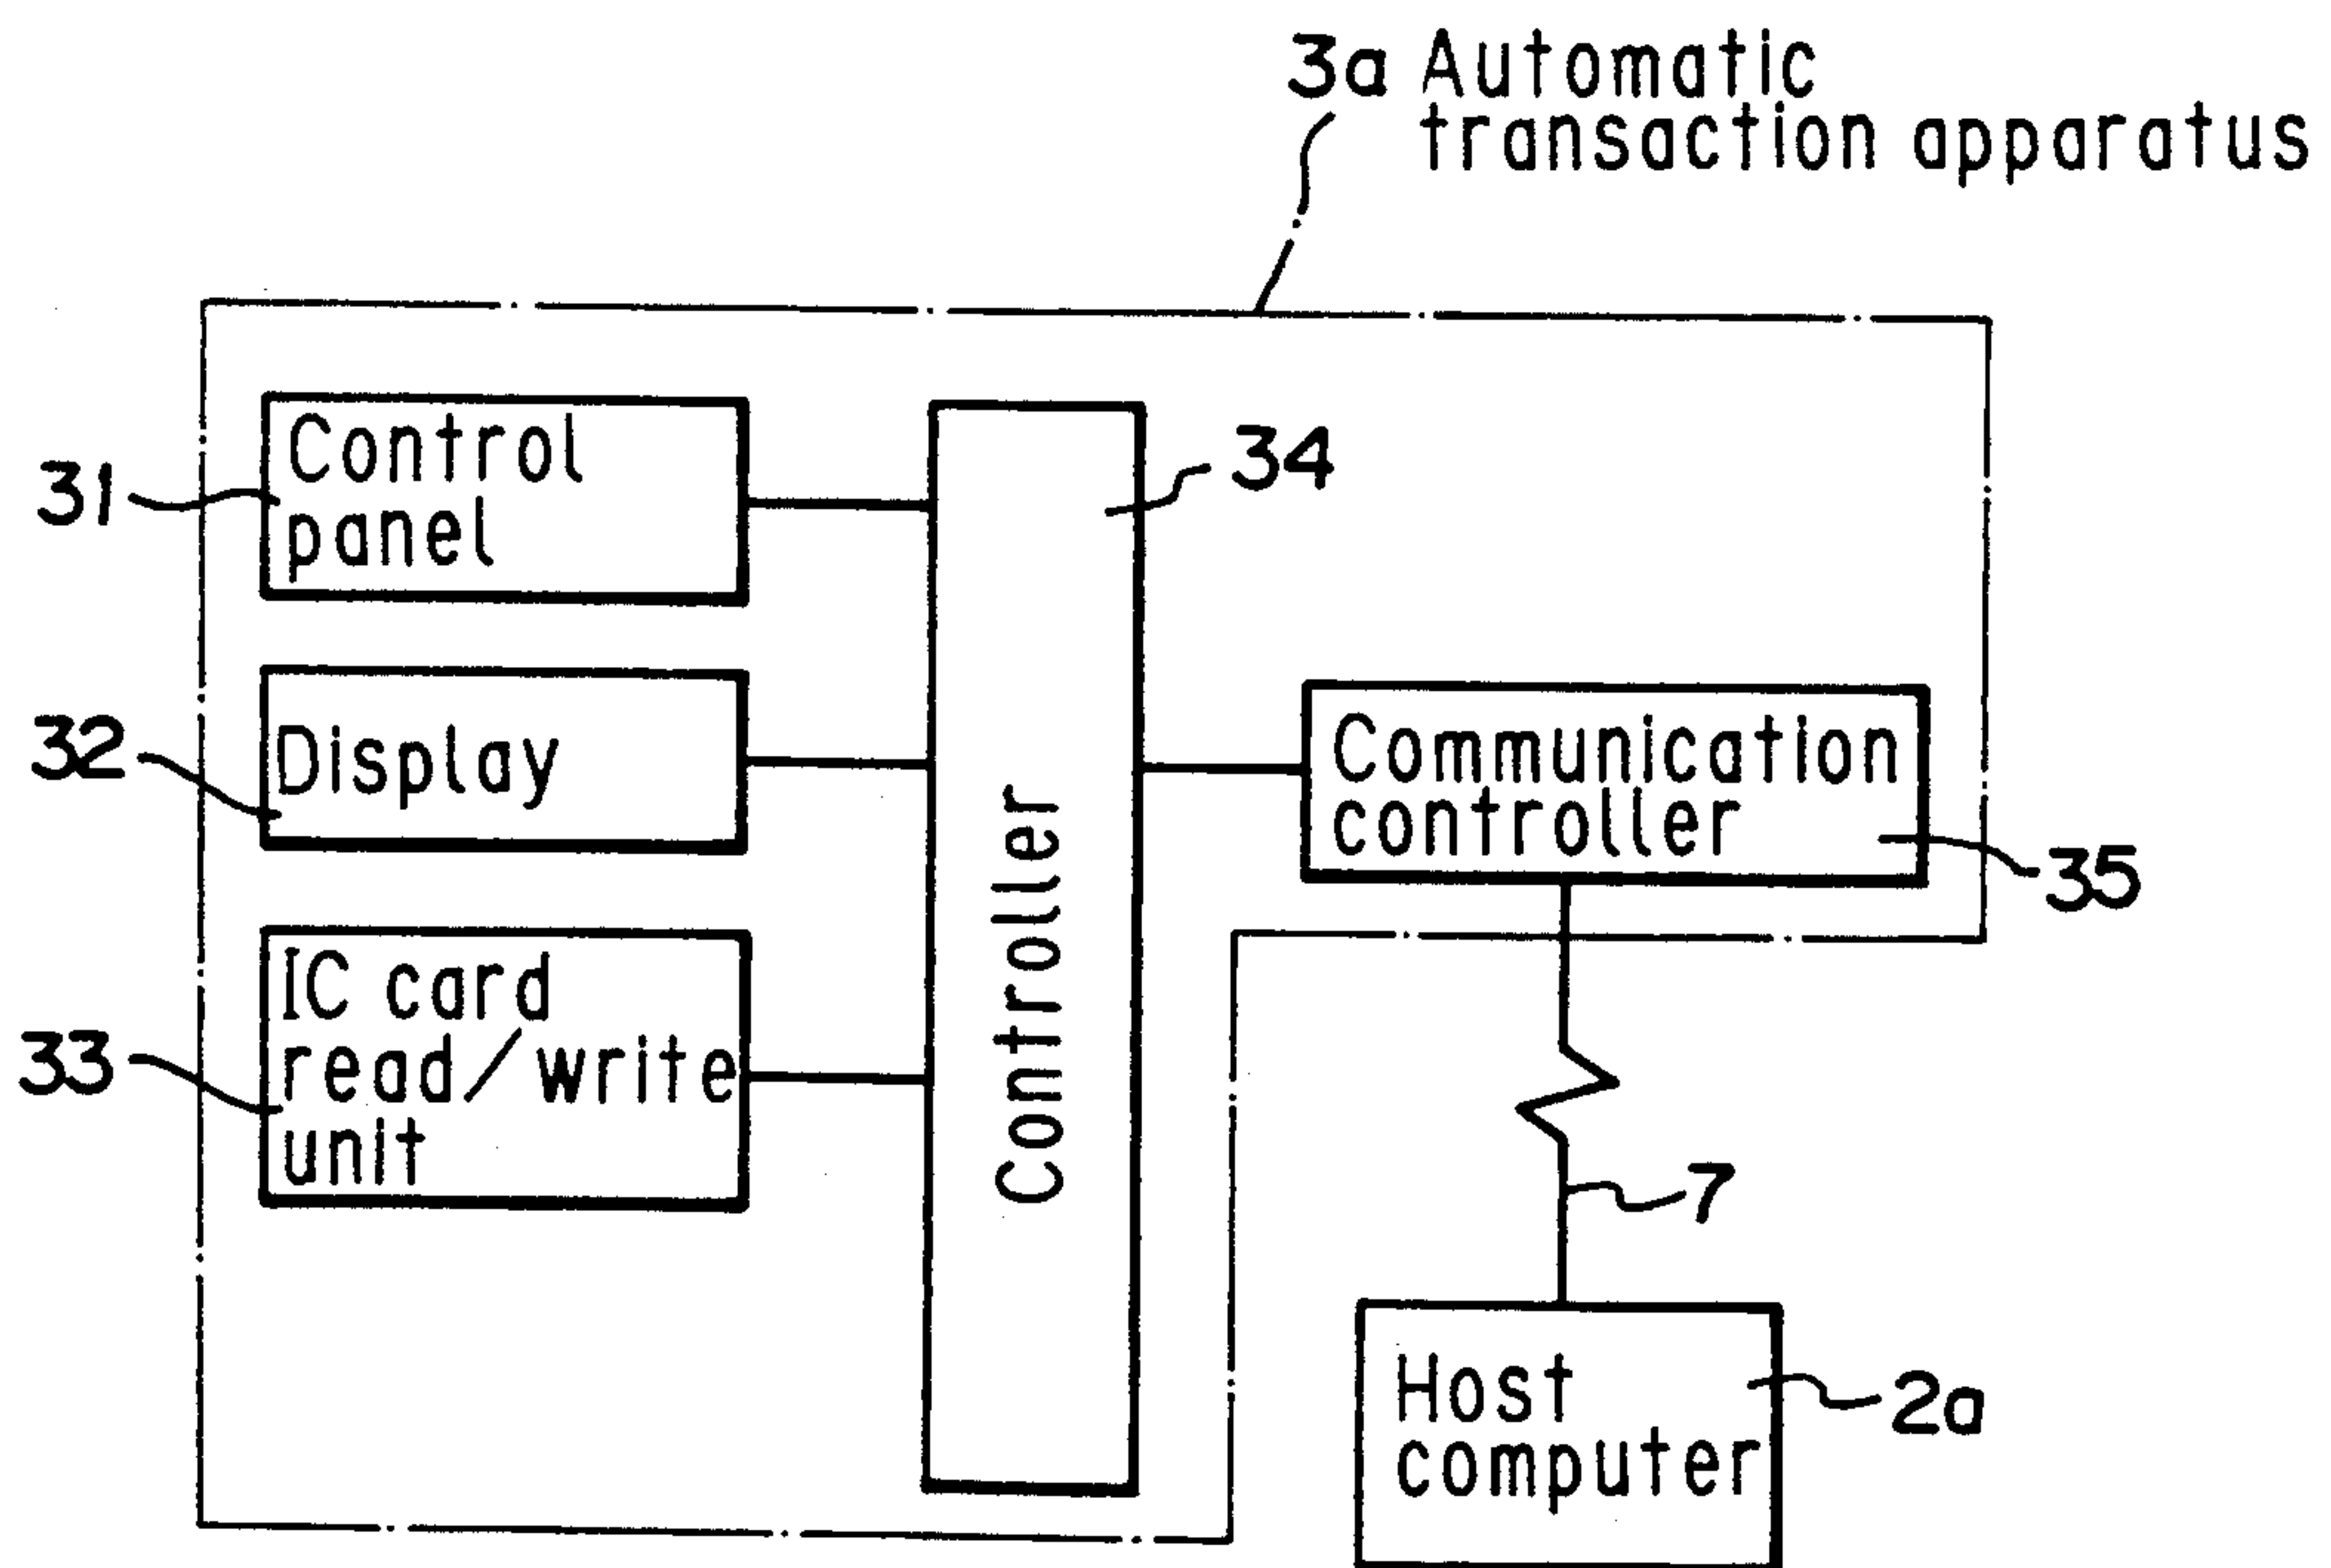 3a Automatic
transaction apparatus
31
Control
panel
34
32
Display
Communication
controller
35
33
IC card
read/write
unit
Controller
7
Host
computer
2a